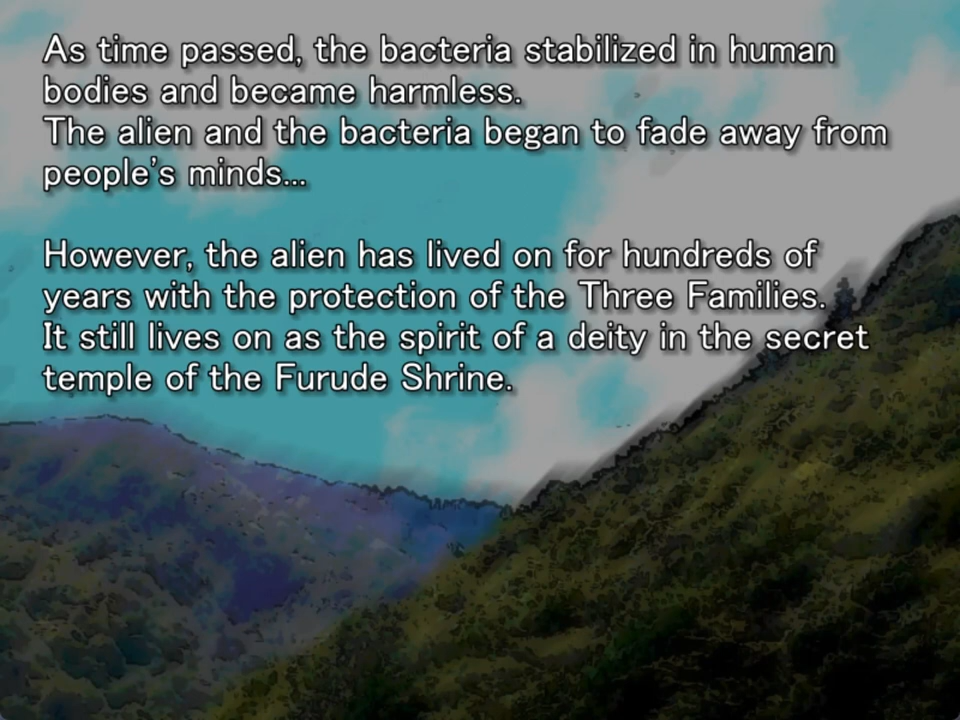 As time passed, the bacteria stabilized in human
bodies and became harmless.
The alien and the bacteria began to fade away from
people's minds...
However, the alien has lived on for hundreds of
years with the protection of the Three Families.
It still lives on as the spirit of a deity in the secret
temple of the Furude Shrine.